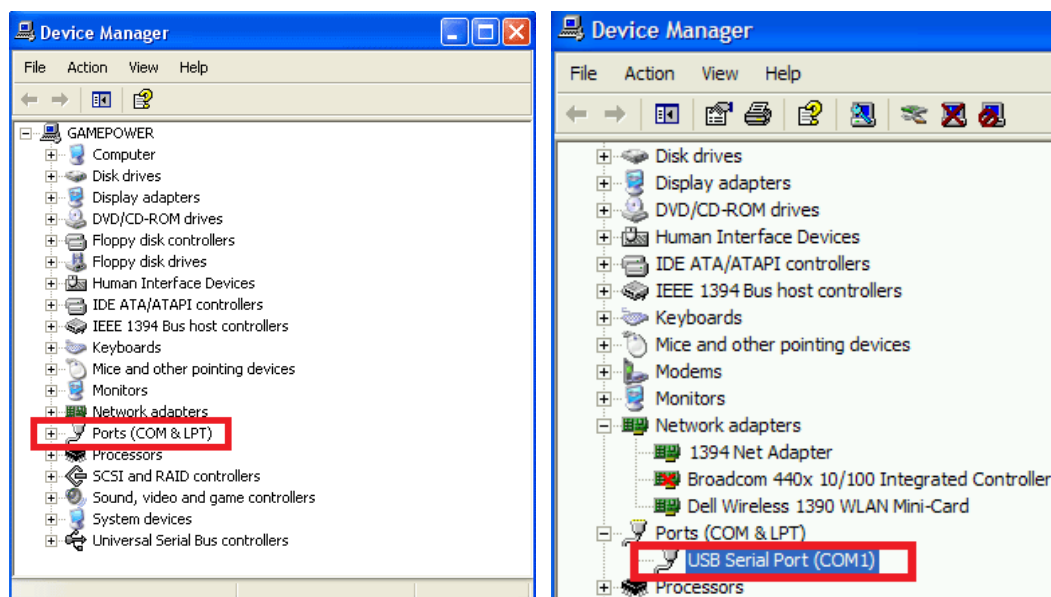 Device Manager
File Action View Help
GAMEPOWER
Computer
Disk drives
Display adapters
DVD/CD-ROM drives
Floppy disk controllers
Floppy disk drives
Human Interface Devices
IDE ATA/ATAPI controllers
IEEE 1394 Bus host controllers
Keyboards
Mice and other pointing devices
Monitors
Network adapters
Ports (COM & LPT)
Processors
SCSI and RAID controllers
Sound, video and game controllers
System devices
Universal Serial Bus controllers
Device Manager
File Action View Help
Disk drives
Display adapters
DVD/CD-ROM drives
Human Interface Devices
IDE ATA/ATAPI controllers
IEEE 1394 Bus host controllers
Keyboards
Mice and other pointing devices
Modems
Monitors
Network adapters
1394 Net Adapter
Broadcom 440x 10/100 Integrated Controller
Dell Wireless 1390 WLAN Mini-Card
Ports (COM & LPT)
USB Serial Port (COM1)
Processors